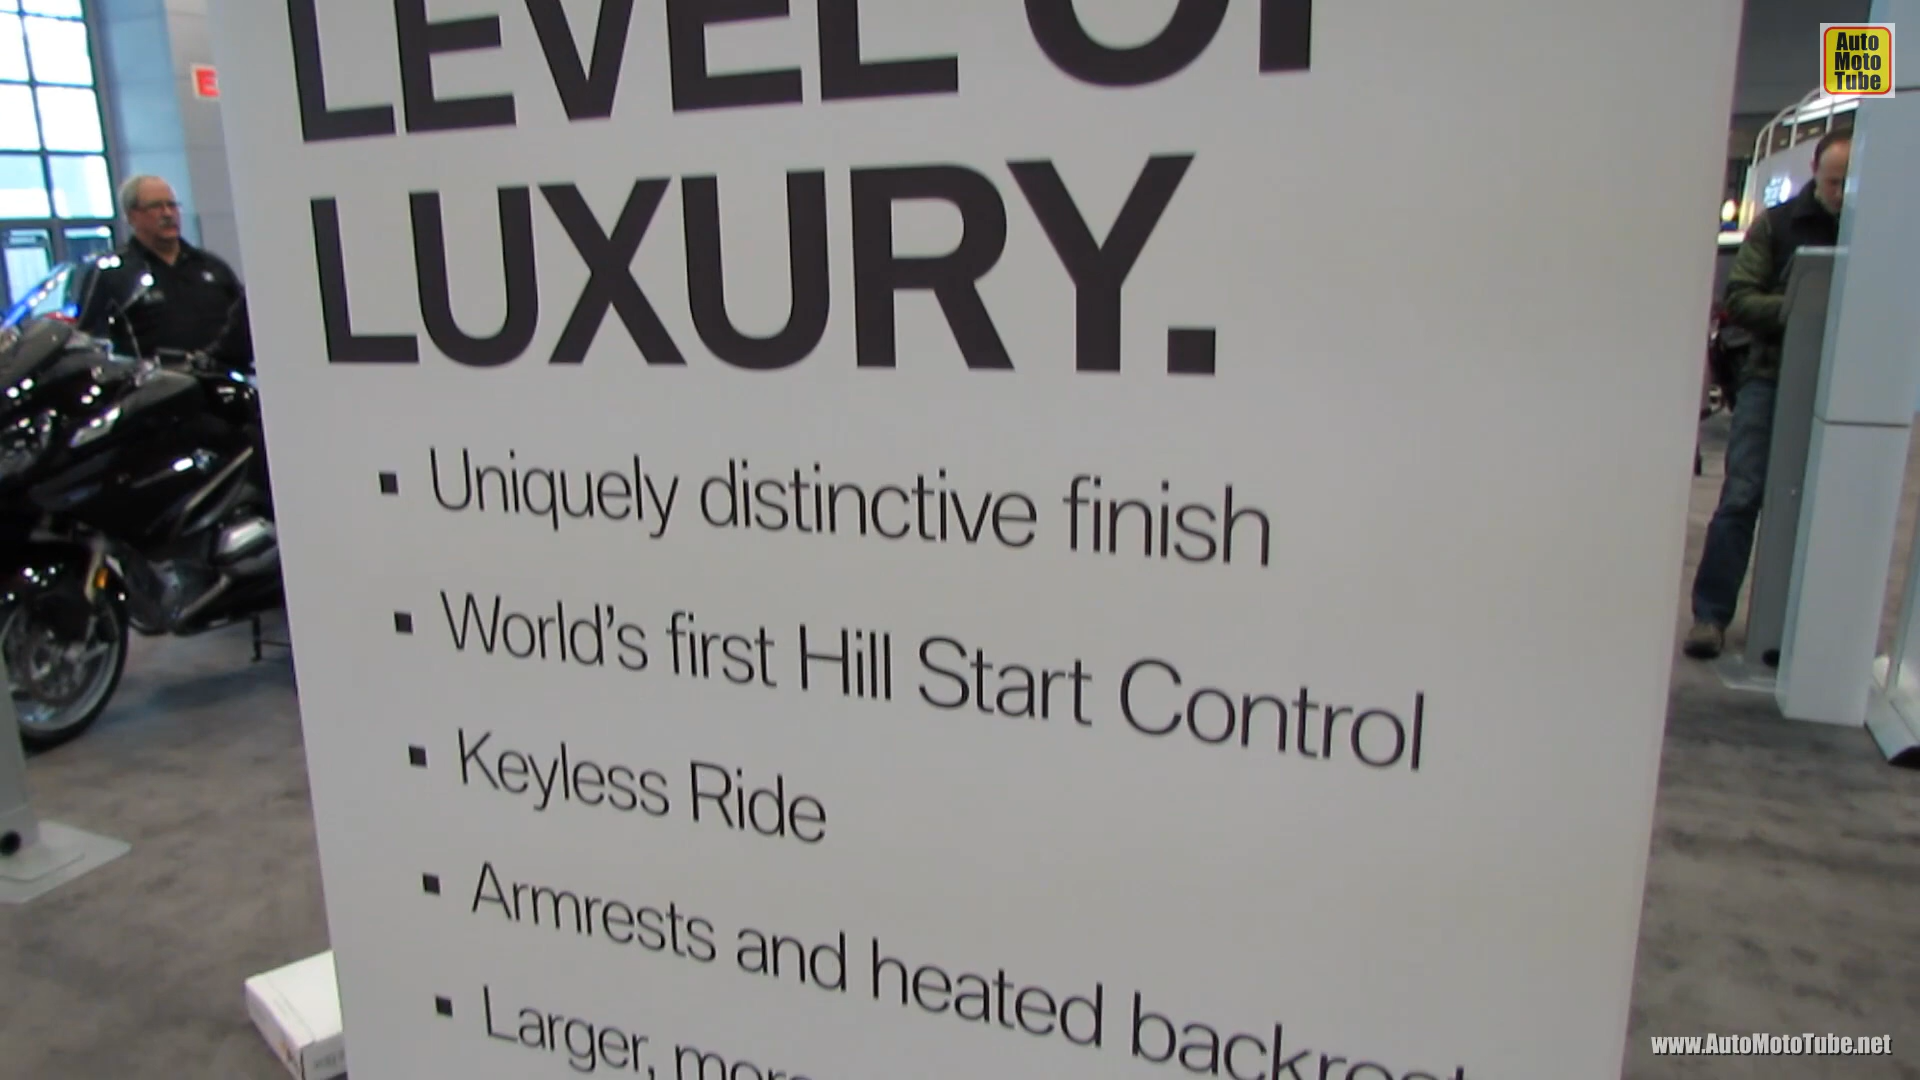 LEVEL OF
LUXURY.
▪ Uniquely distinctive finish
▪ World's first Hill Start Control
▪ Keyless Ride
▪ Armrests and heated backrest
▪ Larger, more
Auto
Moto
Tube
www.AutoMotoTube.net